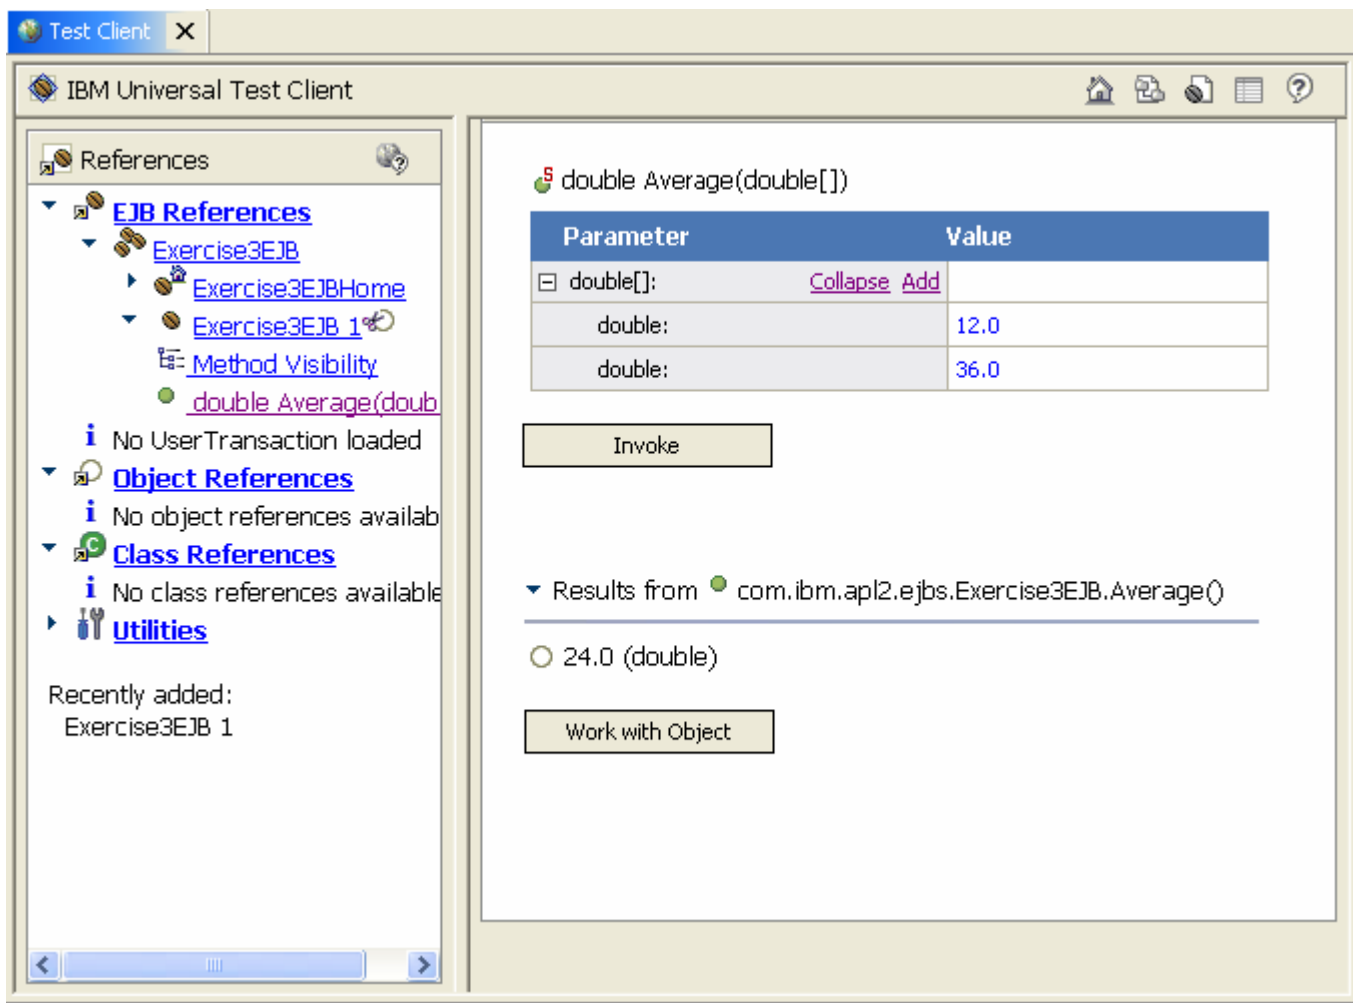 Test Client
IBM Universal Test Client
References
EJB References
Exercise3EJB
Exercise3EJBHome
Exercise3EJB 1
Method Visibility
double Average(doub
No UserTransaction loaded
Object References
No object references availab
Class References
No class references available
Utilities
Recently added:
Exercise3EJB 1
double Average(double[])
Parameter Value
double[]: Collapse Add
double: 12.0
double: 36.0
Invoke
Results from com.ibm.apl2.ejbs.Exercise3EJB.Average()
24.0 (double)
Work with Object